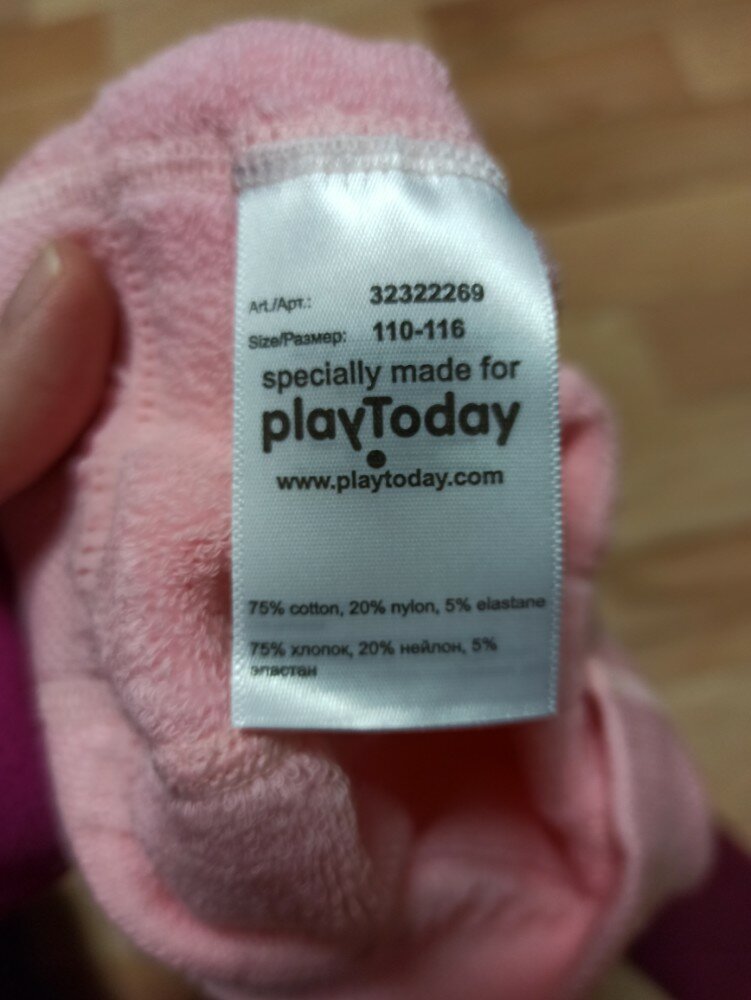 Art./Арт.: 32322269
Size/Размер: 110-116
specially made for
playToday
www.playtoday.com
75% cotton, 20% nylon, 5% elastane
75% хлопок, 20% нейлон, 5%
эластан